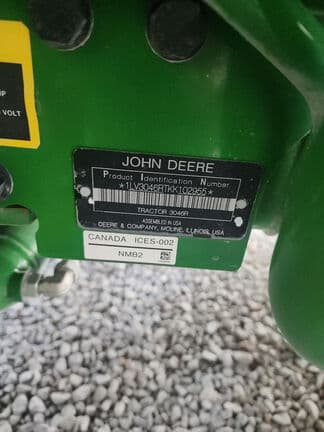 VOLT
JOHN DEERE
Product Identification Number
*1LV3046RTKK102955*
TRACTOR 3046R
ASSEMBLED IN USA
DEERE & COMPANY, MOLINE, ILLINOIS, USA
CANADA ICES-002
NMB2